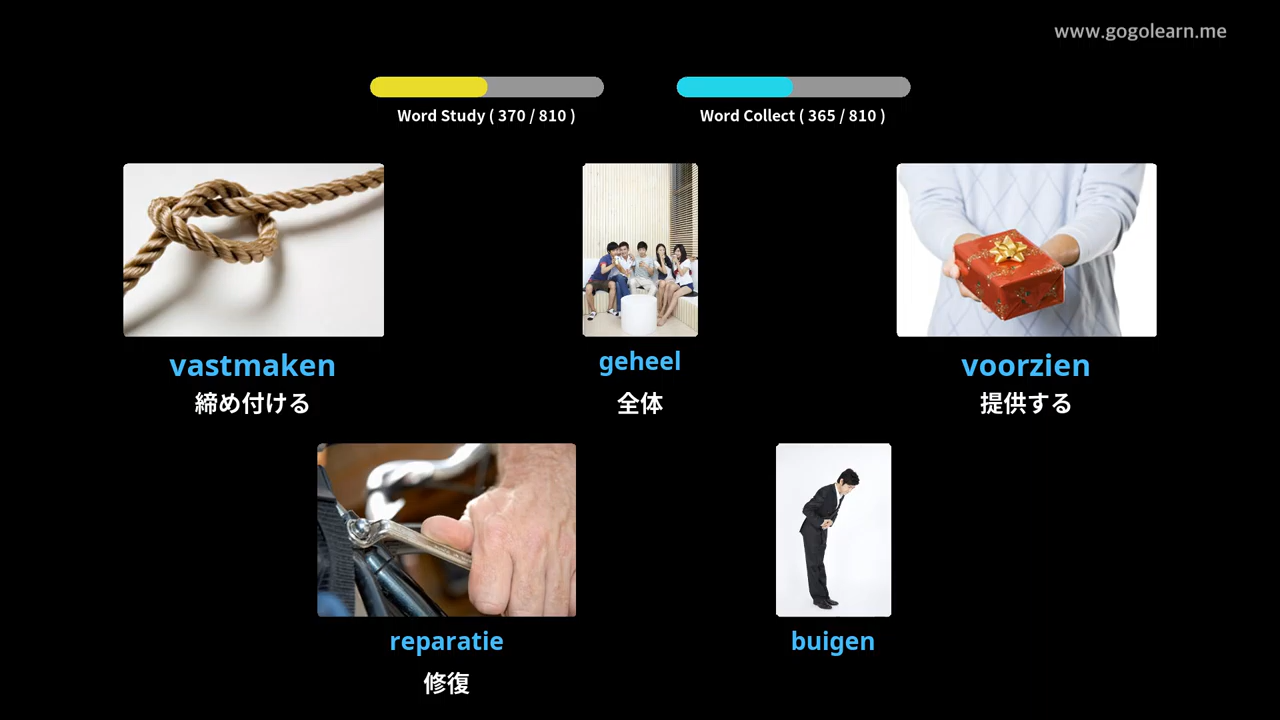 www.gogolearn.me
Word Study ( 370 / 810 )
Word Collect ( 365 / 810 )
vastmaken
締め付ける
geheel
全体
voorzien
提供する
reparatie
修復
buigen